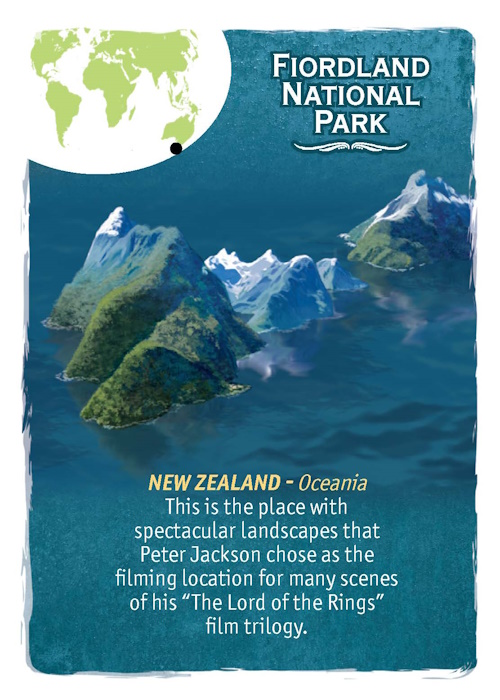 Fiordland
National
Park
NEW ZEALAND - Oceania
This is the place with
spectacular landscapes that
Peter Jackson chose as the
filming location for many scenes
of his “The Lord of the Rings”
film trilogy.